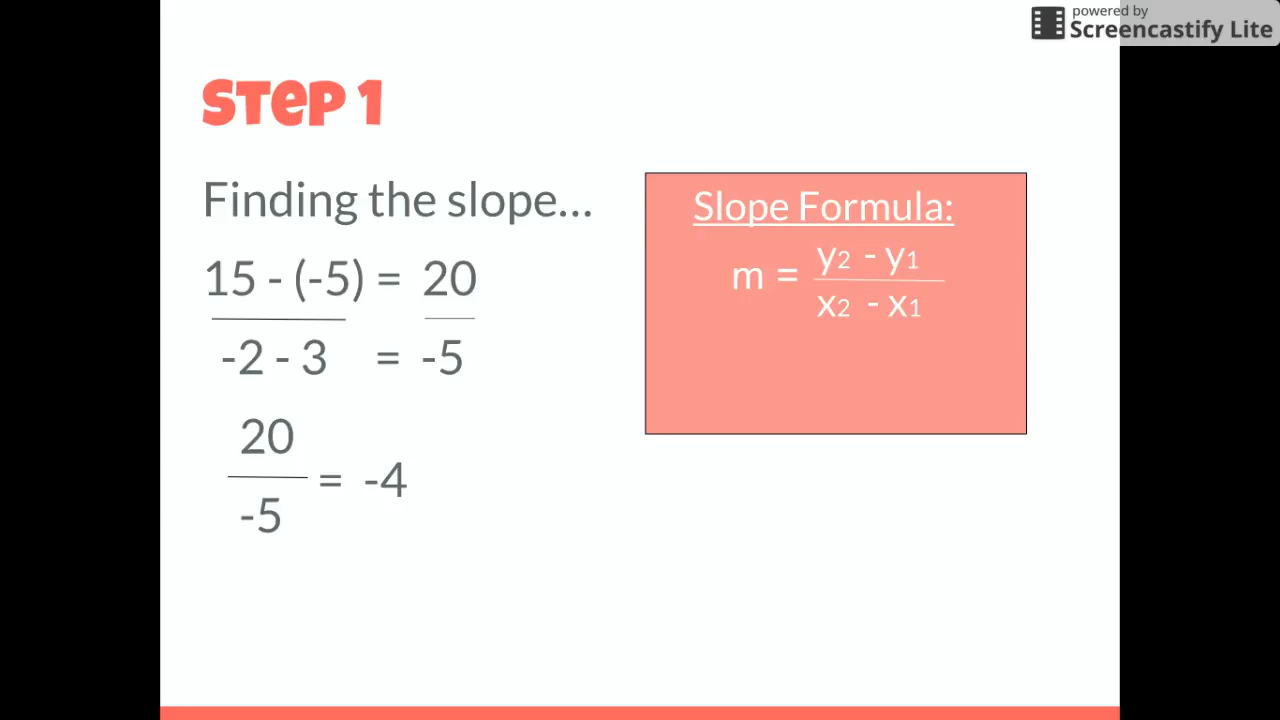 powered by
Screencastify Lite
Step 1
Finding the slope...
15 - (-5) = 20
-2 - 3 = -5
20
= -4
-5
Slope Formula:
m = y2 - y1
x2 - x1